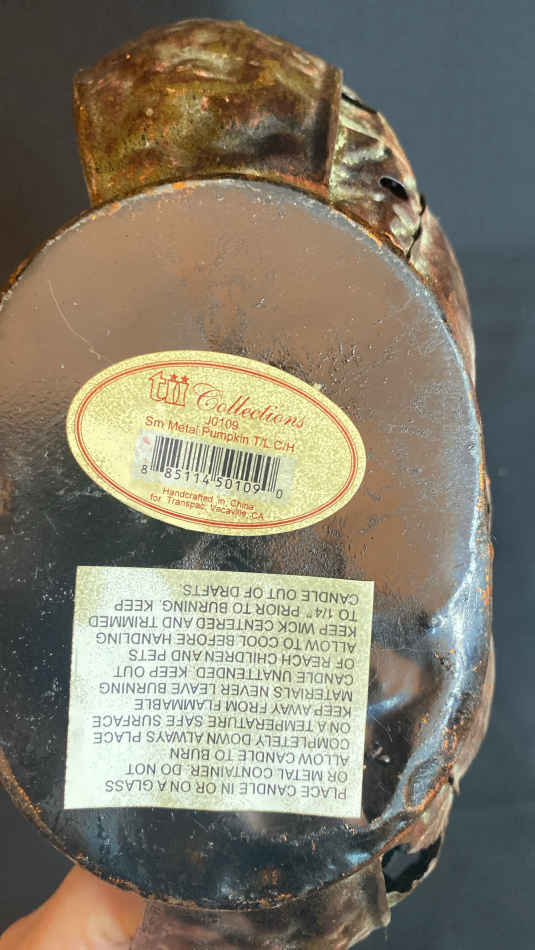 tii Collections
J0109
Sm Metal Pumpkin T/L C/H
8 85114 50109 0
Handcrafted in China
for Transpac, Vacaville, CA
PLACE CANDLE IN OR ON A GLASS
OR METAL CONTAINER. DO NOT
ALLOW CANDLE TO BURN
COMPLETELY DOWN ALWAYS PLACE
ON A TEMPERATURE SAFE SURFACE
KEEP AWAY FROM FLAMMABLE
MATERIALS NEVER LEAVE BURNING
CANDLE UNATTENDED. KEEP OUT
OF REACH CHILDREN AND PETS
ALLOW TO COOL BEFORE HANDLING
KEEP WICK CENTERED AND TRIMMED
TO 1/4" PRIOR TO BURNING. KEEP
CANDLE OUT OF DRAFTS